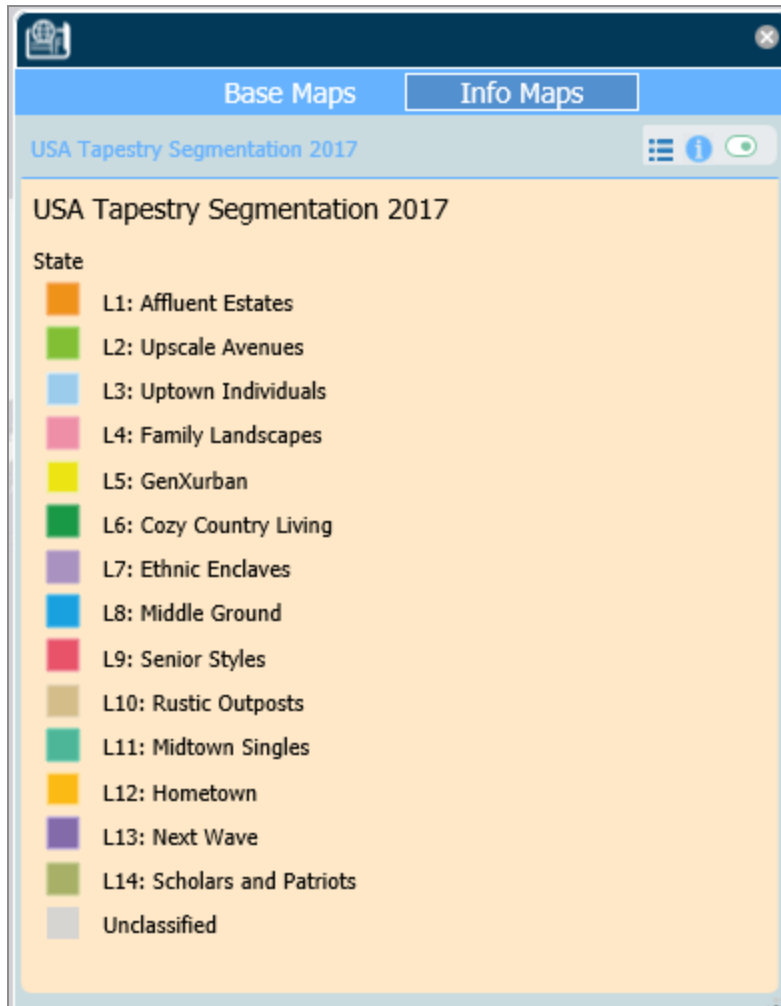 Base Maps Info Maps
USA Tapestry Segmentation 2017
USA Tapestry Segmentation 2017
State
L1: Affluent Estates
L2: Upscale Avenues
L3: Uptown Individuals
L4: Family Landscapes
L5: GenXurban
L6: Cozy Country Living
L7: Ethnic Enclaves
L8: Middle Ground
L9: Senior Styles
L10: Rustic Outposts
L11: Midtown Singles
L12: Hometown
L13: Next Wave
L14: Scholars and Patriots
Unclassified